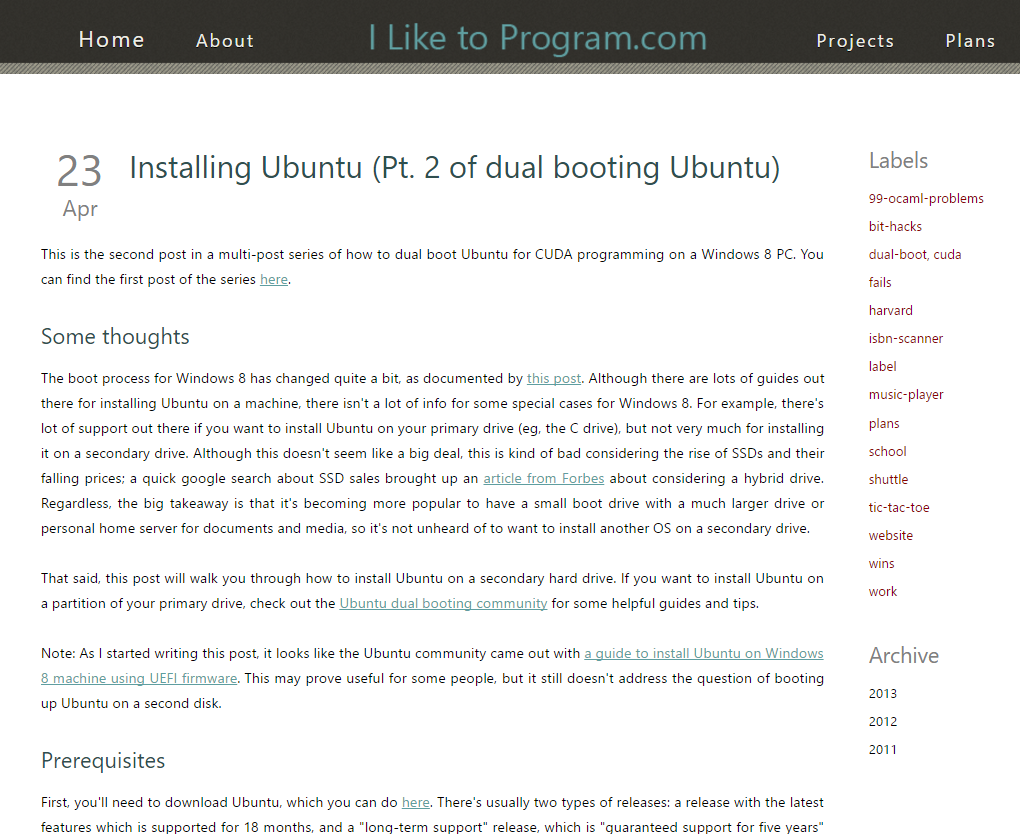 Home About I Like to Program.com Projects Plans
23
Apr
Installing Ubuntu (Pt. 2 of dual booting Ubuntu)
This is the second post in a multi-post series of how to dual boot Ubuntu for CUDA programming on a Windows 8 PC. You
can find the first post of the series here.
Some thoughts
The boot process for Windows 8 has changed quite a bit, as documented by this post. Although there are lots of guides out
there for installing Ubuntu on a machine, there isn't a lot of info for some special cases for Windows 8. For example, there's
lot of support out there if you want to install Ubuntu on your primary drive (eg, the C drive), but not very much for installing
it on a secondary drive. Although this doesn't seem like a big deal, this is kind of bad considering the rise of SSDs and their
falling prices; a quick google search about SSD sales brought up an article from Forbes about considering a hybrid drive.
Regardless, the big takeaway is that it's becoming more popular to have a small boot drive with a much larger drive or
personal home server for documents and media, so it's not unheard of to want to install another OS on a secondary drive.
That said, this post will walk you through how to install Ubuntu on a secondary hard drive. If you want to install Ubuntu on
a partition of your primary drive, check out the Ubuntu dual booting community for some helpful guides and tips.
Note: As I started writing this post, it looks like the Ubuntu community came out with a guide to install Ubuntu on Windows
8 machine using UEFI firmware. This may prove useful for some people, but it still doesn't address the question of booting
up Ubuntu on a second disk.
Prerequisites
First, you'll need to download Ubuntu, which you can do here. There's usually two types of releases: a release with the latest
features which is supported for 18 months, and a "long-term support" release, which is "guaranteed support for five years"
Labels
99-ocaml-problems
bit-hacks
dual-boot, cuda
fails
harvard
isbn-scanner
label
music-player
plans
school
shuttle
tic-tac-toe
website
wins
work
Archive
2013
2012
2011